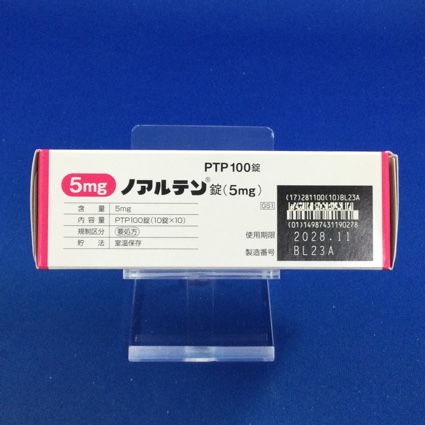 PTP100錠
5mg ノアルテン®錠(5mg)
G51
含量 5mg
内容量 PTP100錠(10錠×10)
規制区分 要処方
貯法 室温保存
(17)281100(10)BL23A
(01)14987431190278
使用期限 2028.11
製造番号 BL23A